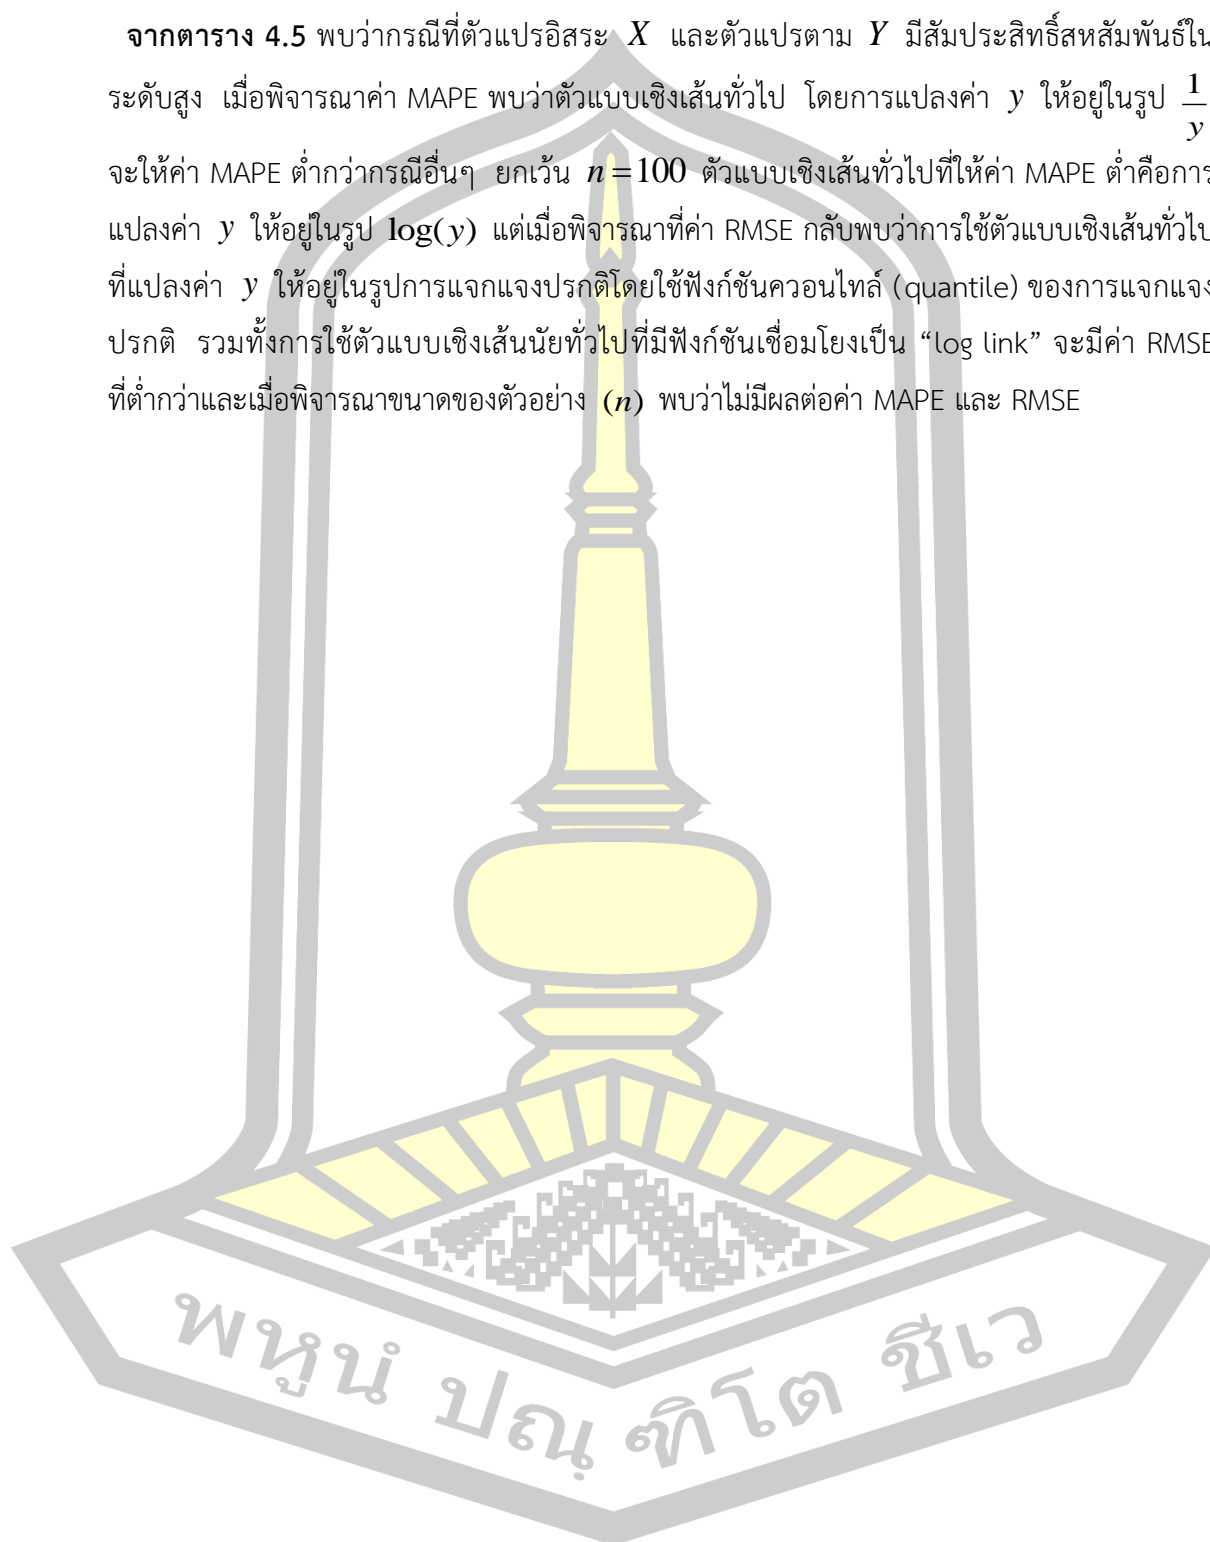 จากตาราง 4.5 พบว่ากรณีที่ตัวแปรอิสระ X และตัวแปรตาม Y มีสัมประสิทธิ์สหสัมพันธ์ใน
ระดับสูง เมื่อพิจารณาค่า MAPE พบว่าตัวแบบเชิงเส้นทั่วไป โดยการแปลงค่า y ให้อยู่ในรูป 1/y
จะให้ค่า MAPE ต่ำกว่ากรณีอื่นๆ ยกเว้น n=100 ตัวแบบเชิงเส้นทั่วไปที่ให้ค่า MAPE ต่ำคือการ
แปลงค่า y ให้อยู่ในรูป log(y) แต่เมื่อพิจารณาที่ค่า RMSE กลับพบว่าการใช้ตัวแบบเชิงเส้นทั่วไป
ที่แปลงค่า y ให้อยู่ในรูปการแจกแจงปรกติโดยใช้ฟังก์ชันควอนไทล์ (quantile) ของการแจกแจง
ปรกติ รวมทั้งการใช้ตัวแบบเชิงเส้นนัยทั่วไปที่มีฟังก์ชันเชื่อมโยงเป็น “log link” จะมีค่า RMSE
ที่ต่ำกว่าและเมื่อพิจารณาขนาดของตัวอย่าง (n) พบว่าไม่มีผลต่อค่า MAPE และ RMSE
พหูนํ ปณฺฑิโต ชีเว